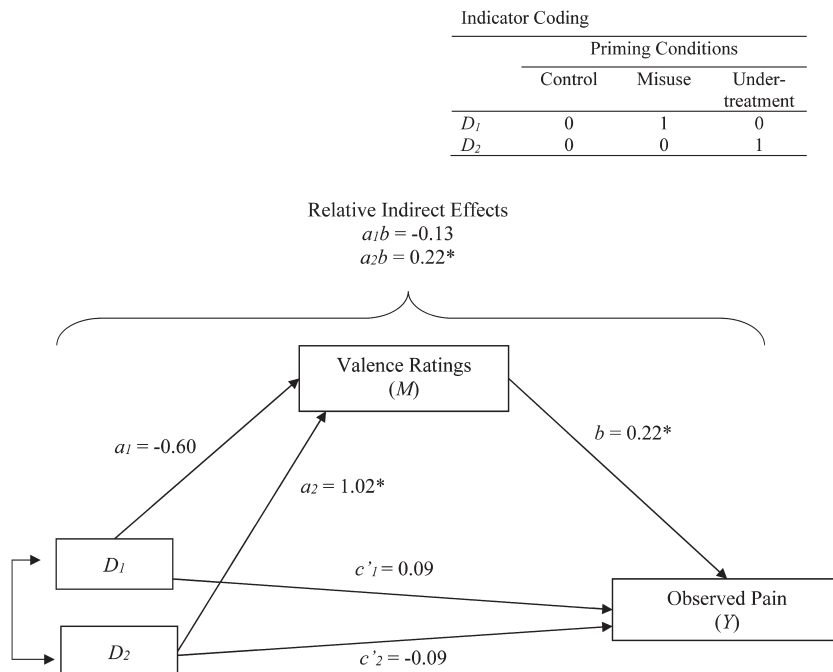 Indicator Coding
Priming Conditions
Control Misuse Under-
treatment
D1 0 1 0
D2 0 0 1
Relative Indirect Effects
a1b = -0.13
a2b = 0.22*
Valence Ratings
(M)
a1 = -0.60
b = 0.22*
a2 = 1.02*
D1
c’1 = 0.09
Observed Pain
(Y)
D2
c’2 = -0.09